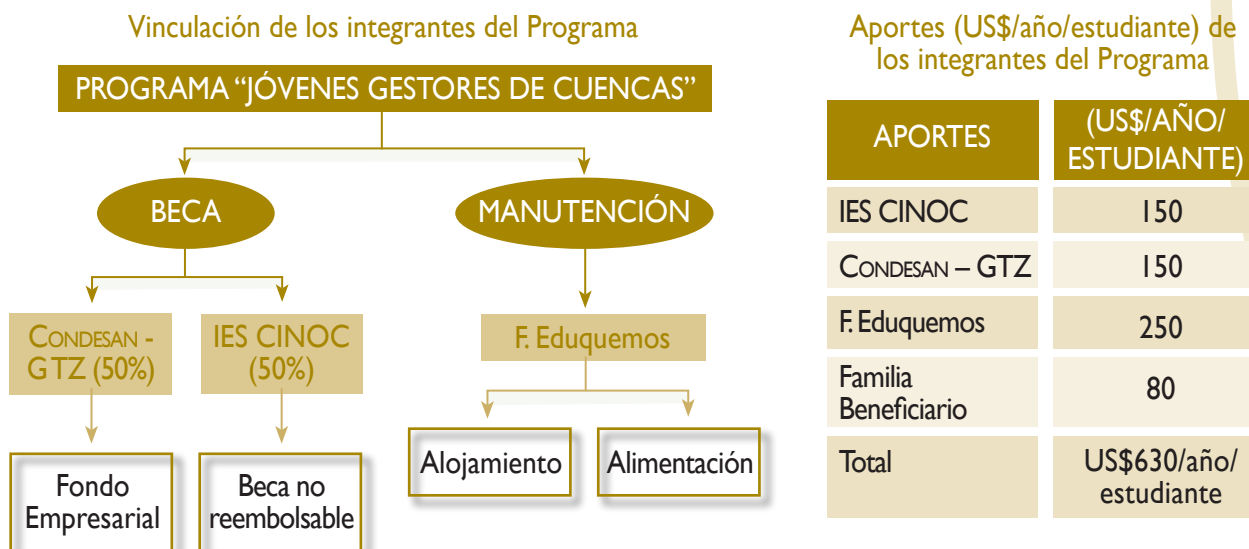 Vinculación de los integrantes del Programa
PROGRAMA “JÓVENES GESTORES DE CUENCAS”
BECA
MANUTENCIÓN
CONDESAN -
GTZ (50%)
IES CINOC
(50%)
F. Eduquemos
Fondo
Empresarial
Beca no
reembolsable
Alojamiento
Alimentación
Aportes (US$/año/estudiante) de
los integrantes del Programa
APORTES
(US$/AÑO/
ESTUDIANTE)
IES CINOC 150
CONDESAN – GTZ 150
F. Eduquemos 250
Familia
Beneficiario
80
Total
US$630/año/
estudiante